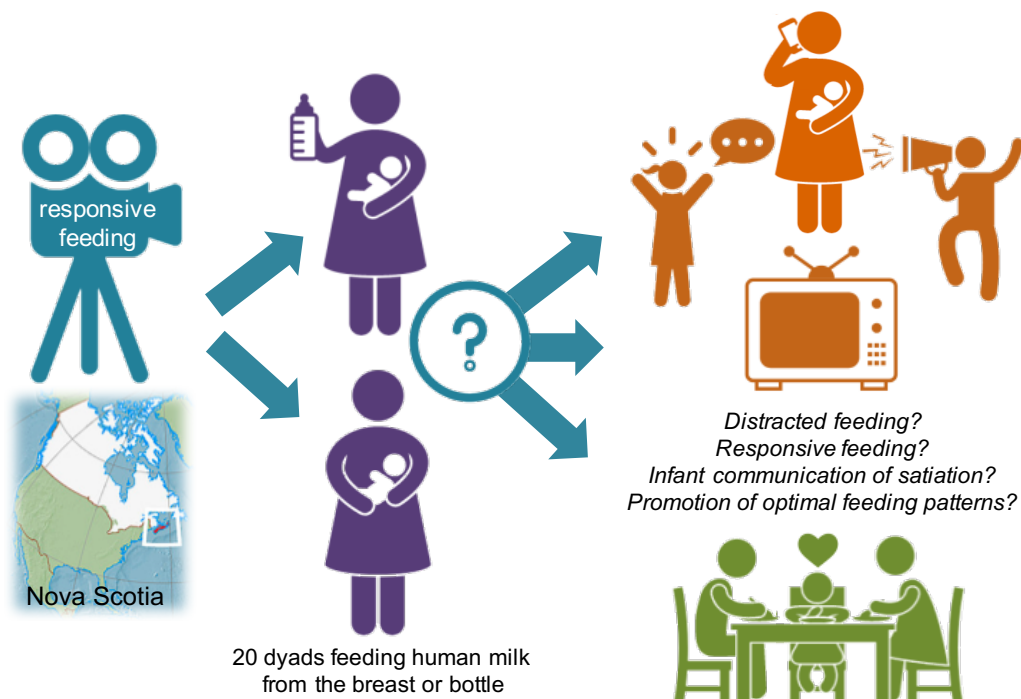 responsive
feeding
Nova Scotia
20 dyads feeding human milk
from the breast or bottle
?
Distracted feeding?
Responsive feeding?
Infant communication of satiation?
Promotion of optimal feeding patterns?